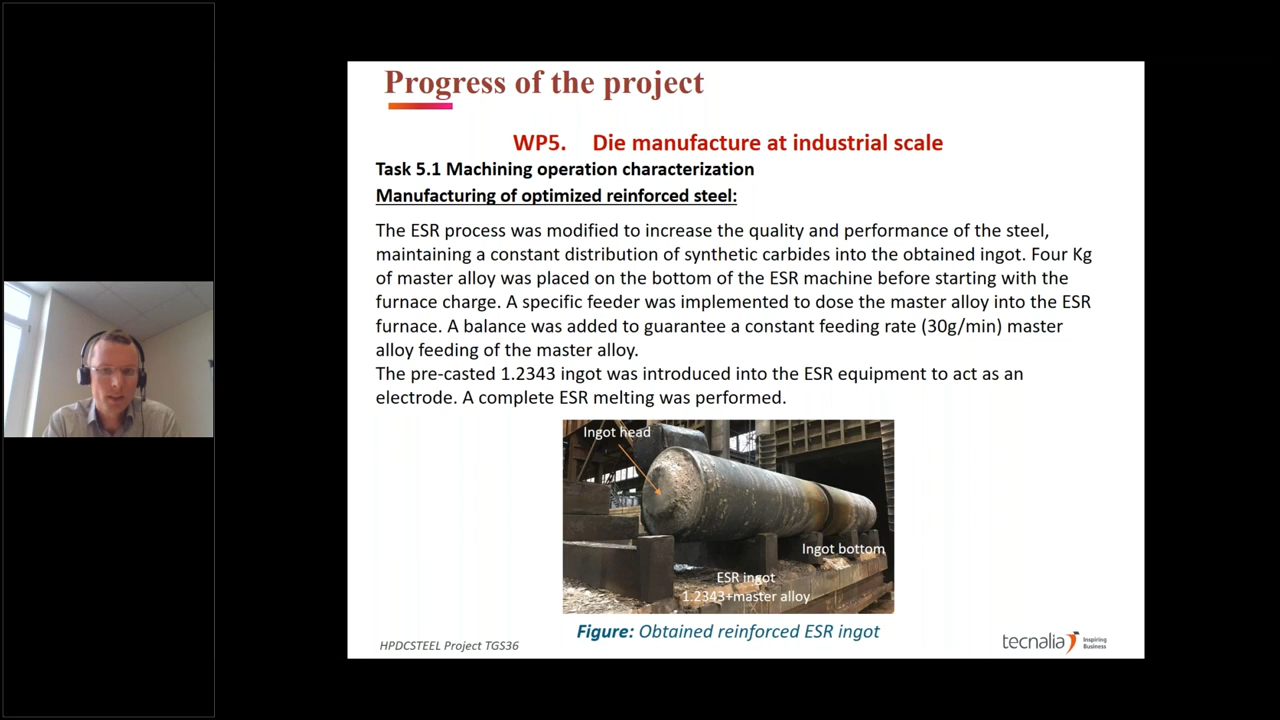 Progress of the project
WP5. Die manufacture at industrial scale
Task 5.1 Machining operation characterization
Manufacturing of optimized reinforced steel:
The ESR process was modified to increase the quality and performance of the steel,
maintaining a constant distribution of synthetic carbides into the obtained ingot. Four Kg
of master alloy was placed on the bottom of the ESR machine before starting with the
furnace charge. A specific feeder was implemented to dose the master alloy into the ESR
furnace. A balance was added to guarantee a constant feeding rate (30g/min) master
alloy feeding of the master alloy.
The pre-casted 1.2343 ingot was introduced into the ESR equipment to act as an
electrode. A complete ESR melting was performed.
Ingot head
Ingot bottom
ESR ingot
1.2343+master alloy
Figure: Obtained reinforced ESR ingot
HPDCSTEEL Project TGS36
tecnalia Inspiring
Business